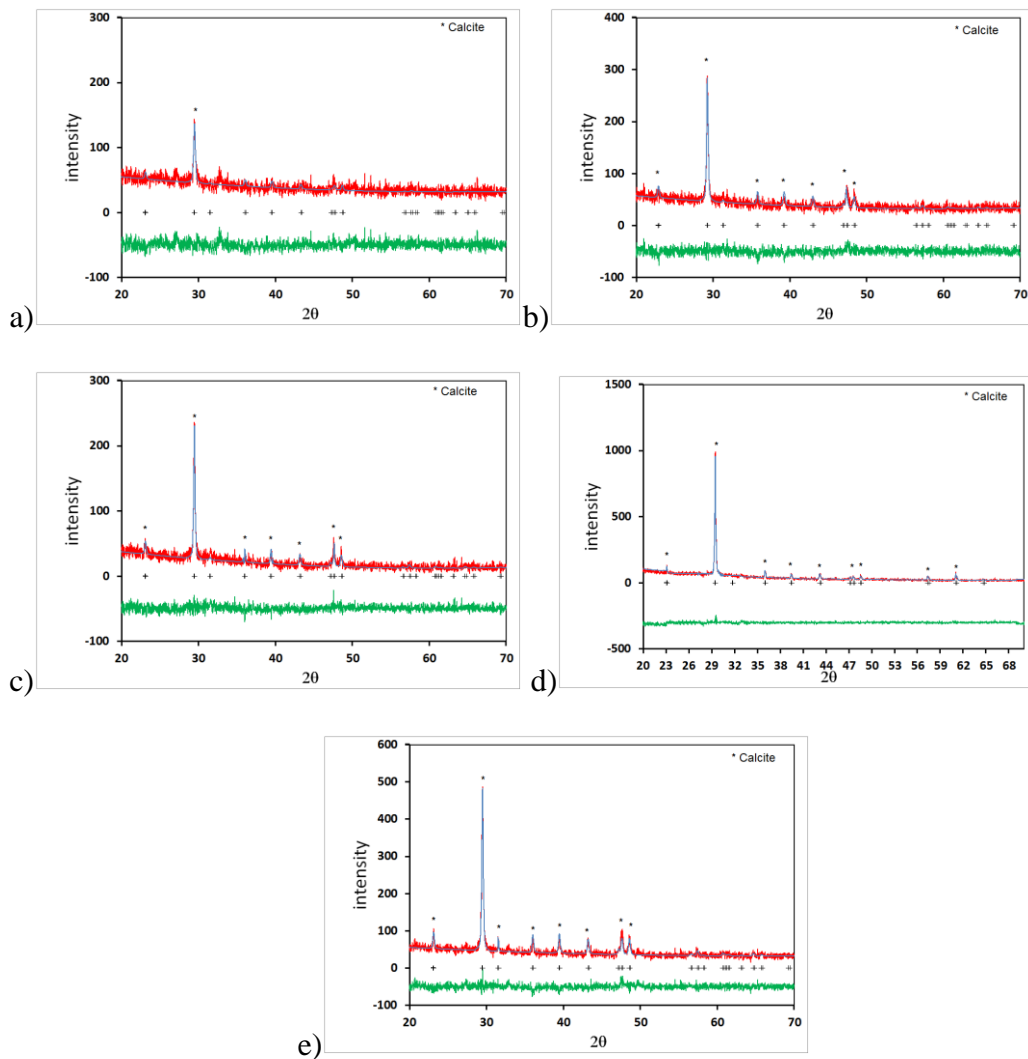 300
* Calcite
200
*
100
0
-100
intensity
20 30 40 50 60 70
2θ
a)
400
* Calcite
300
*
200
100
* * * * * *
0
-100
intensity
20 30 40 50 60 70
2θ
b)
300
* Calcite
*
200
100
* * * * * *
0
-100
intensity
20 30 40 50 60 70
2θ
c)
1500
* Calcite
1000
*
500
* * * * * * * * *
0
-500
intensity
20 23 26 29 32 35 38 41 44 47 50 53 56 59 62 65 68
2θ
d)
600
* Calcite
500
*
400
300
200
100
* * * * * * *
0
-100
intensity
20 30 40 50 60 70
2θ
e)